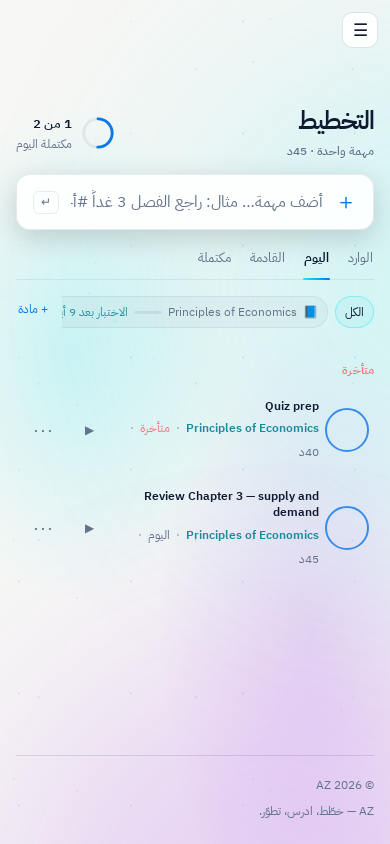 التخطيط
مهمة واحدة · 45د
1 من 2
مكتملة اليوم
أضف مهمة... مثال: راجع الفصل 3 غداً #أ
الوارد
اليوم
القادمة
مكتملة
الكل
Principles of Economics
الاختبار بعد 9
+ مادة
متأخرة
Quiz prep
Principles of Economics · متأخرة ·
40د
Review Chapter 3 — supply and
demand
Principles of Economics · اليوم ·
45د
© 2026 AZ
AZ — خطّط، ادرس، تطوّر.